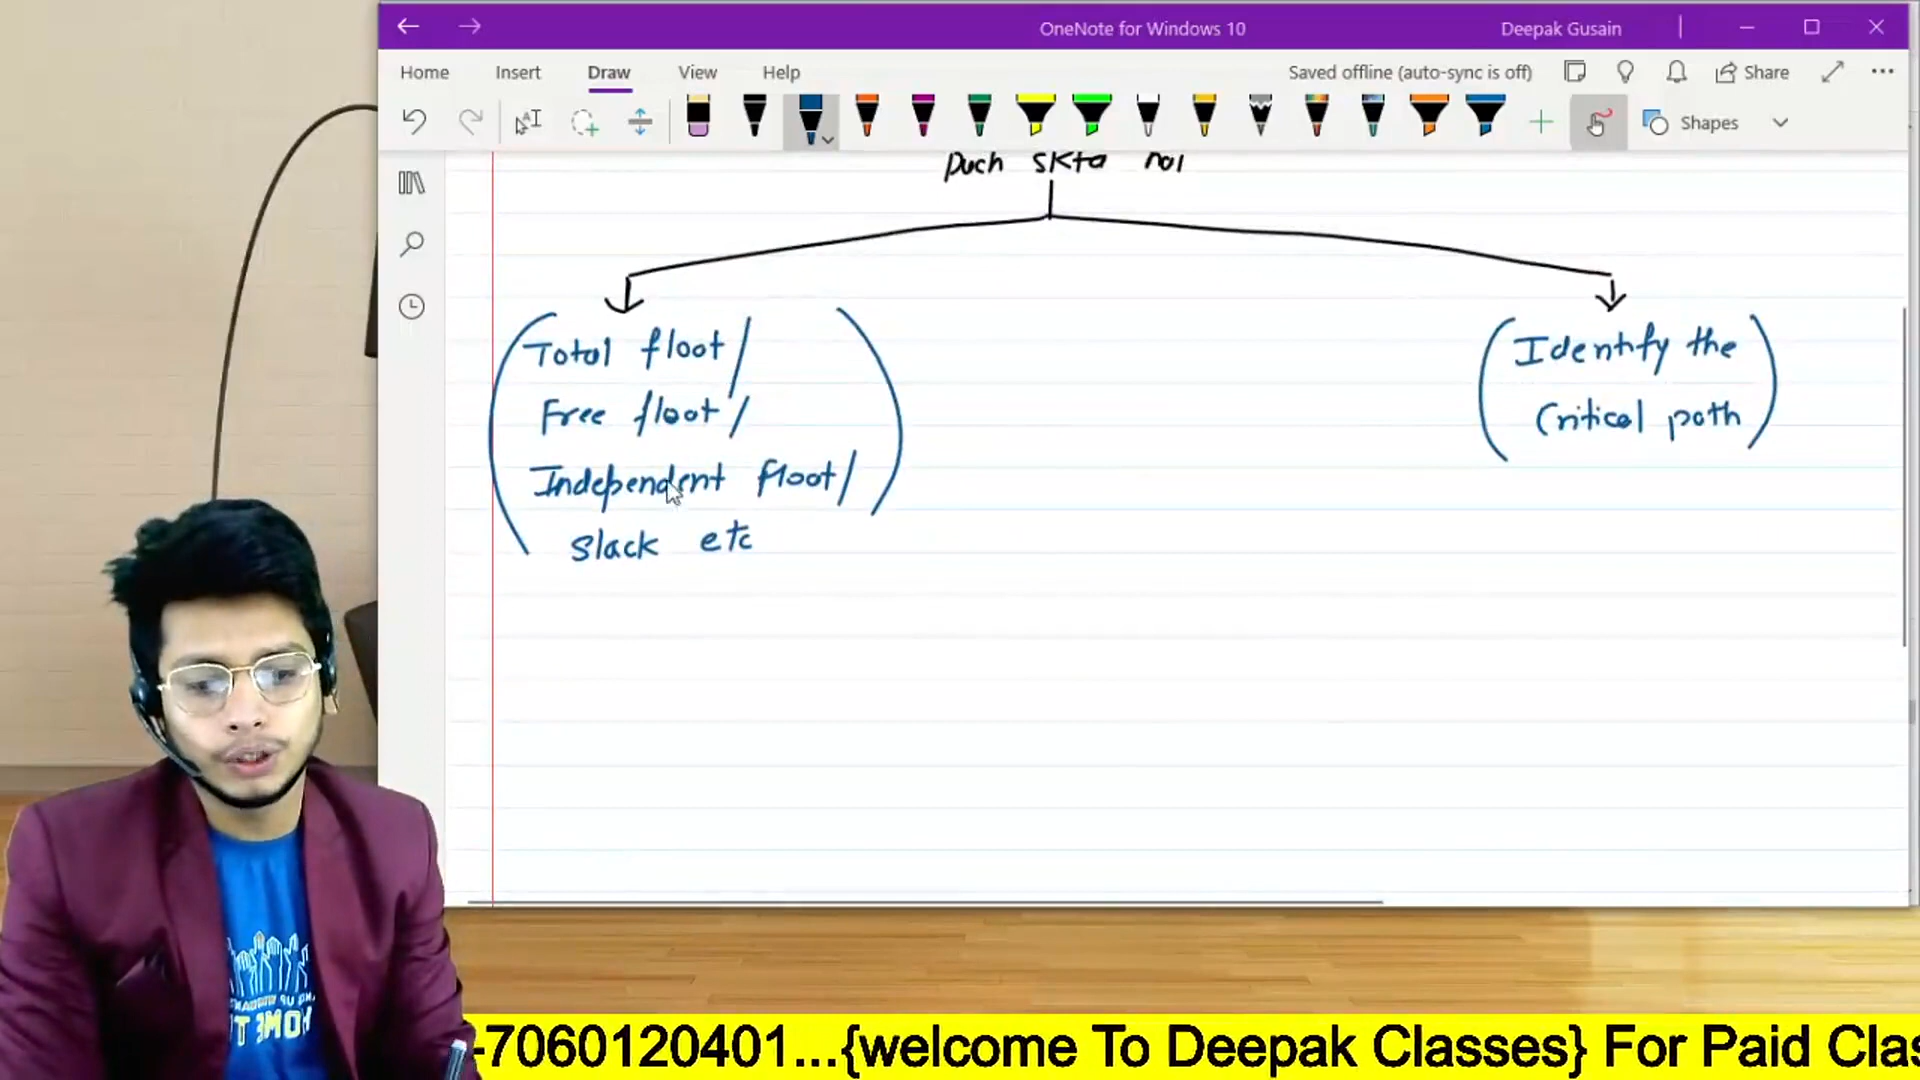 OneNote for Windows 10
Deepak Gusain
Home Insert Draw View Help
Saved offline (auto-sync is off)
Share
Shapes
puch skta hai
Total float/
Free float/
Independent float/
slack etc
Identify the
Critical path
-7060120401...{welcome To Deepak Classes} For Paid Clas